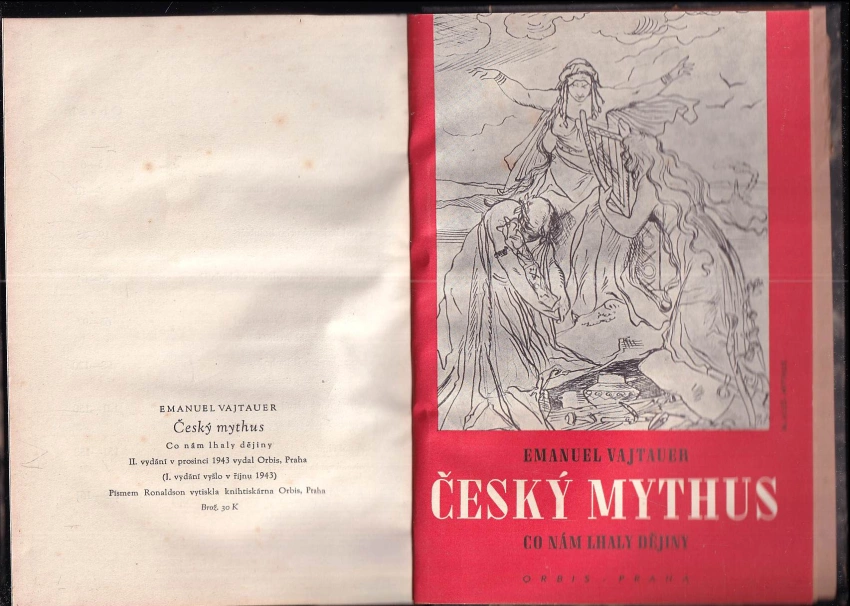 EMANUEL VAJTAUER
Český mythus
Co nám lhaly dějiny
II. vydání v prosinci 1943 vydal Orbis, Praha
(I. vydání vyšlo v říjnu 1943)
Písmem Ronaldson vytiskla knihtiskárna Orbis, Praha
Brož. 30 K
EMANUEL VAJTAUER
ČESKÝ MYTHUS
CO NÁM LHALY DĚJINY
ORBIS - PRAHA